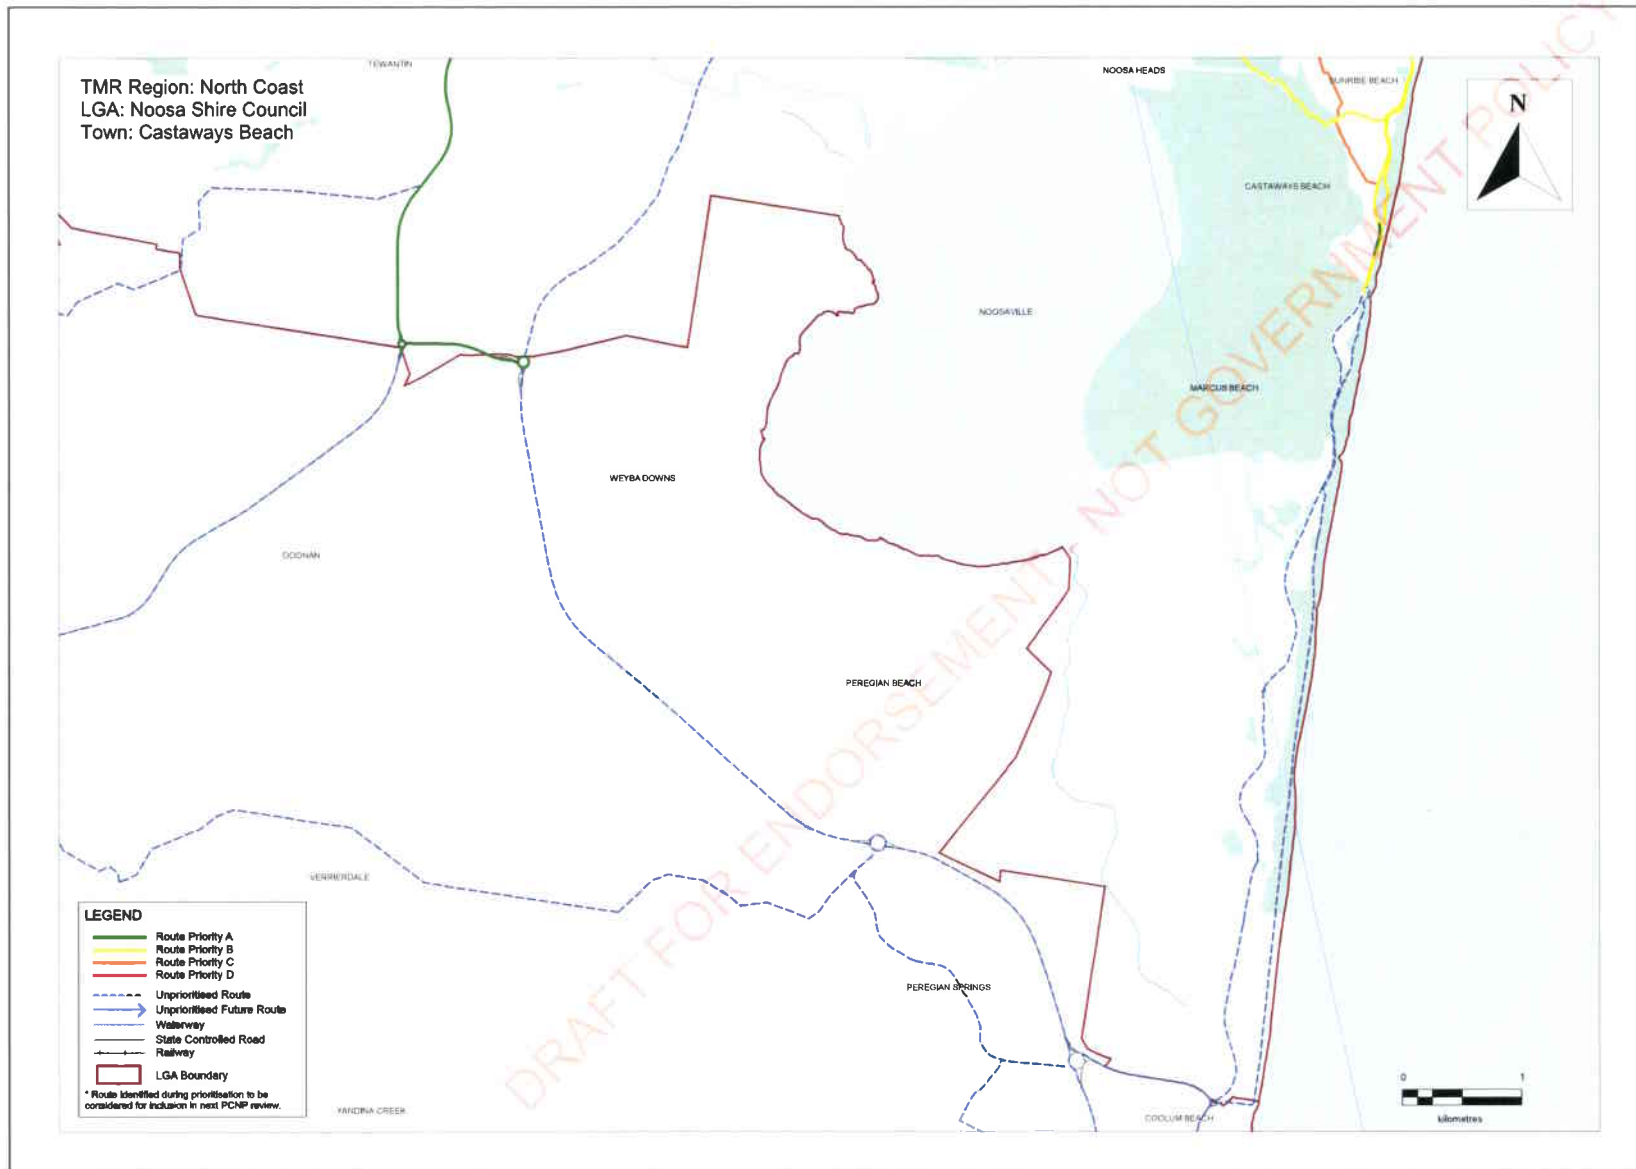 TMR Region: North Coast
LGA: Noosa Shire Council
Town: Castaways Beach
TEWANTIN
NOOSA HEADS
SUNRISE BEACH
N
CASTAWAYS BEACH
NOOSAVILLE
MARCUS BEACH
WEYBA DOWNS
DOONAN
PEREGIAN BEACH
VERRIERDALE
PEREGIAN SPRINGS
YANDINA CREEK
COOLUM BEACH
DRAFT FOR ENDORSEMENT - NOT GOVERNMENT POLICY
LEGEND
Route Priority A
Route Priority B
Route Priority C
Route Priority D
Unprioritised Route
Unprioritised Future Route
Waterway
State Controlled Road
Railway
LGA Boundary
* Route identified during prioritisation to be
considered for inclusion in next PCNP review.
0 1
kilometres